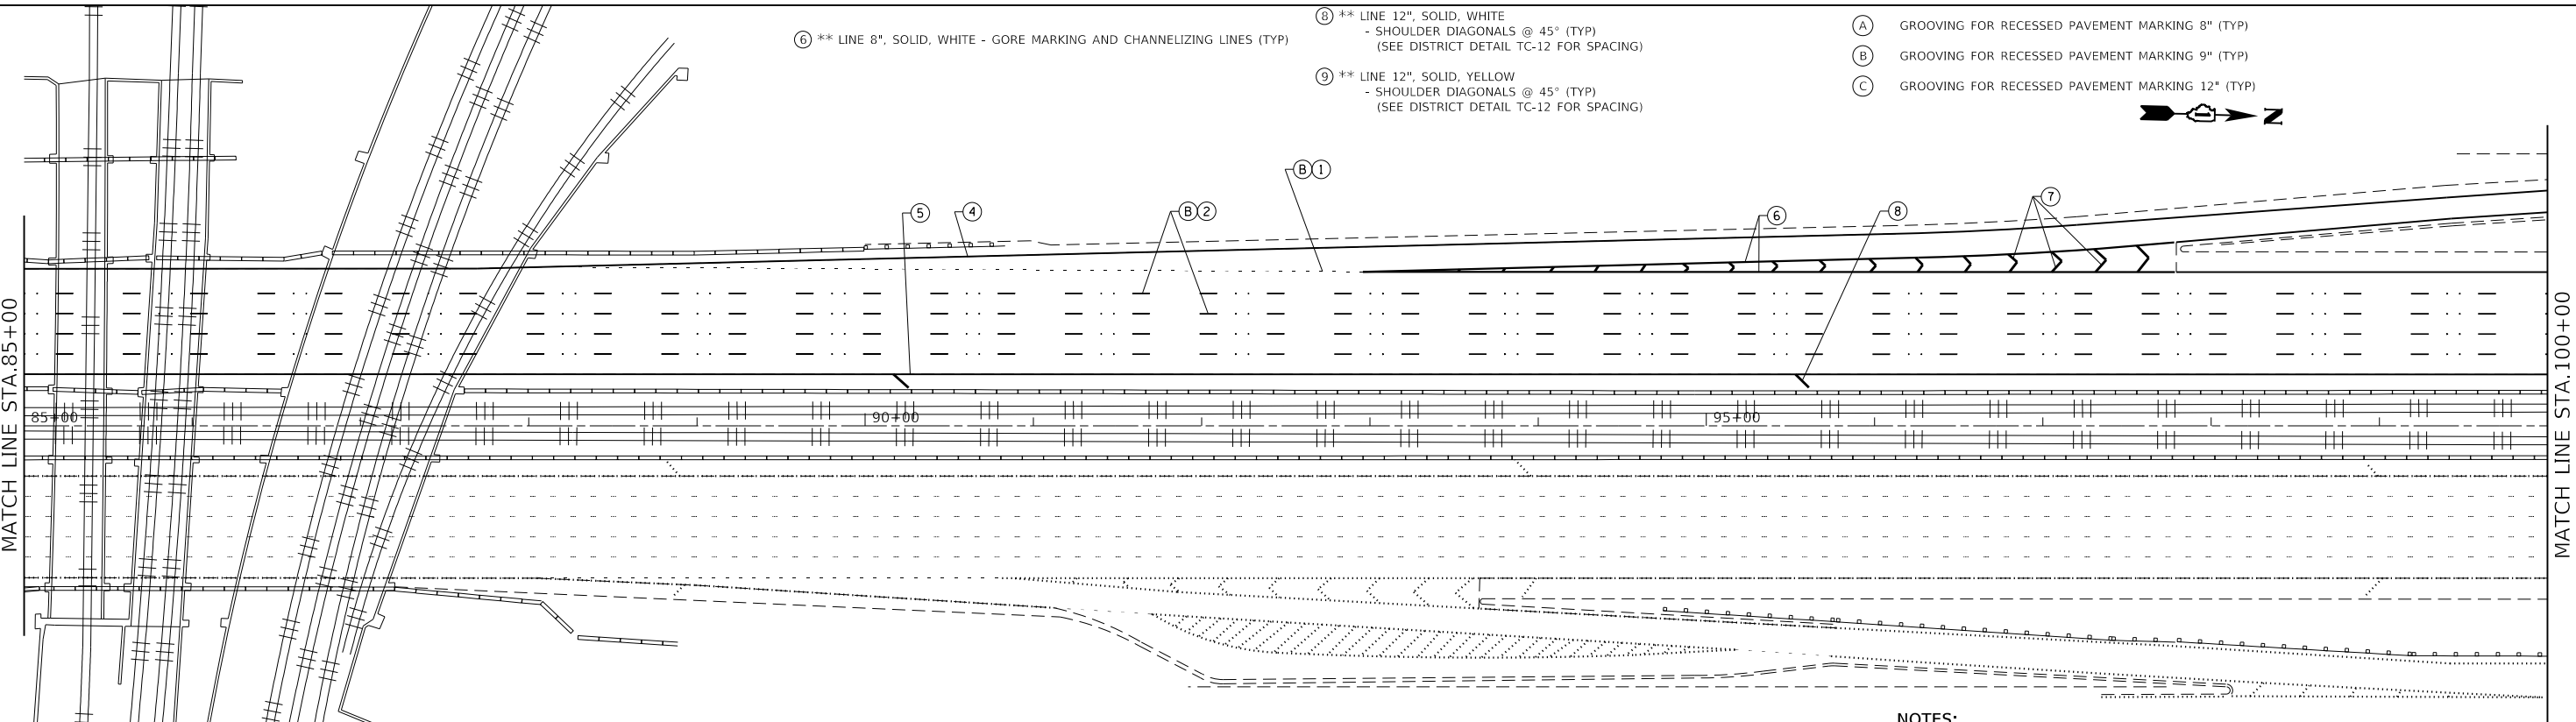 ⑥ ** LINE 8", SOLID, WHITE - GORE MARKING AND CHANNELIZING LINES (TYP)
⑧ ** LINE 12", SOLID, WHITE
- SHOULDER DIAGONALS @ 45° (TYP)
(SEE DISTRICT DETAIL TC-12 FOR SPACING)
⑨ ** LINE 12", SOLID, YELLOW
- SHOULDER DIAGONALS @ 45° (TYP)
(SEE DISTRICT DETAIL TC-12 FOR SPACING)
Ⓐ GROOVING FOR RECESSED PAVEMENT MARKING 8" (TYP)
Ⓑ GROOVING FOR RECESSED PAVEMENT MARKING 9" (TYP)
Ⓒ GROOVING FOR RECESSED PAVEMENT MARKING 12" (TYP)
N
Ⓑ①
⑤
④
Ⓑ②
⑥
⑧
⑦
MATCH LINE STA.85+00
85+00
90+00
95+00
MATCH LINE STA.100+00
NOTES: